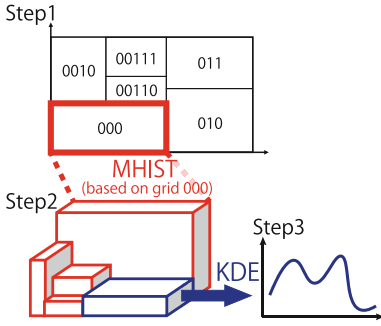 Step1
0010
00111
00110
011
000
010
MHIST
(based on grid 000)
Step2
KDE
Step3